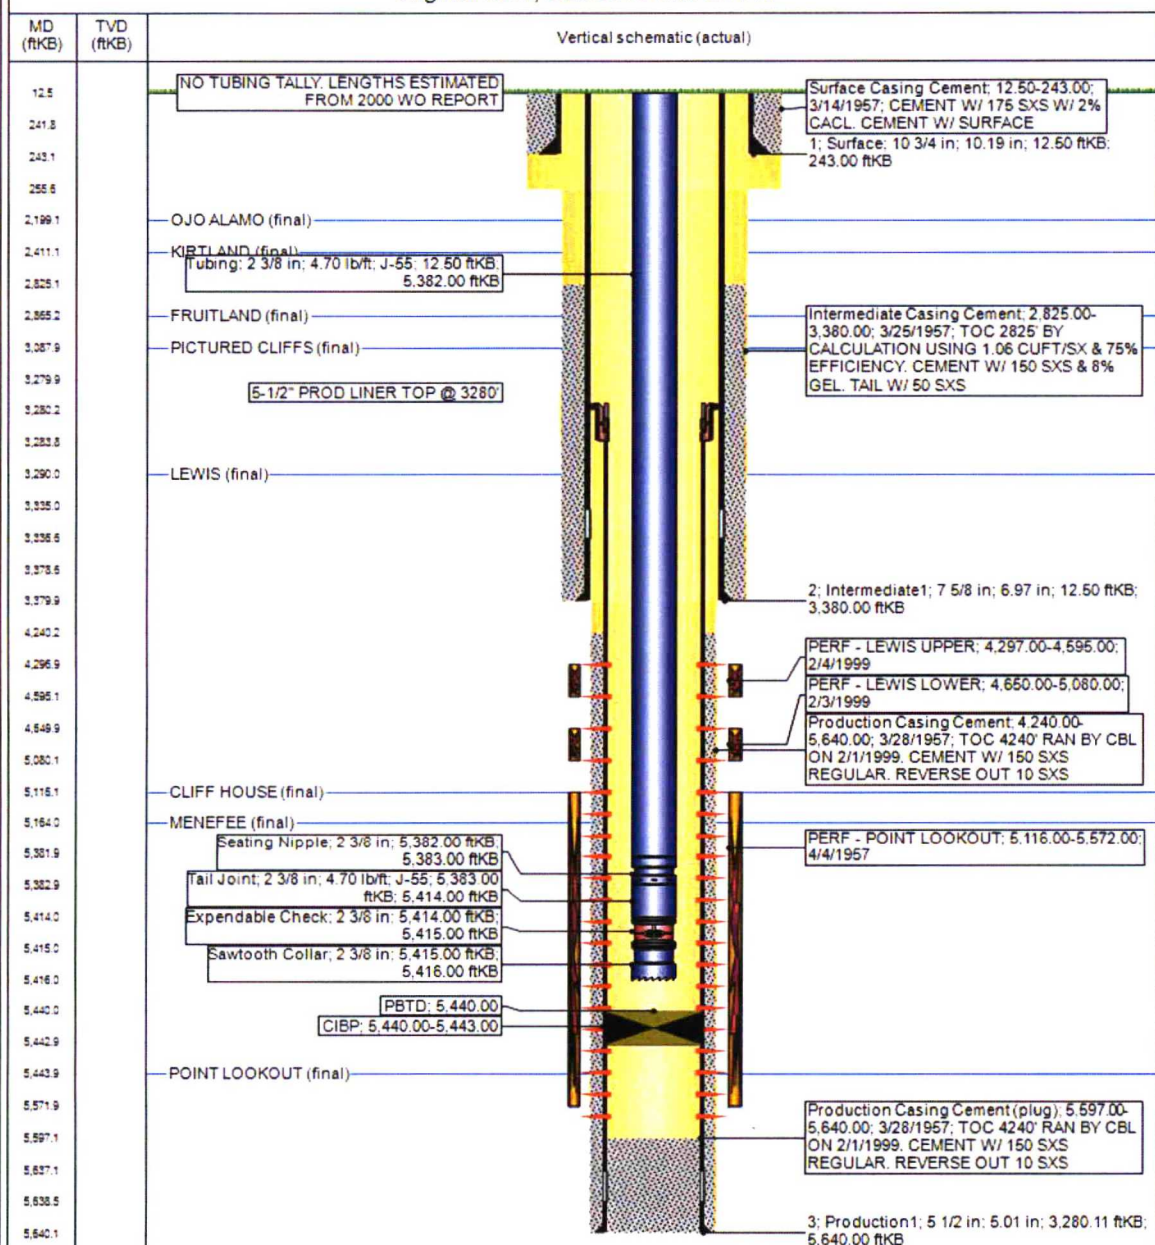 MD
(ftKB)
TVD
(ftKB)
Vertical schematic (actual)
12.5
241.8
243.1
255.6
2,199.1
2,411.1
2,825.1
2,865.2
3,087.9
3,279.9
3,280.2
3,283.8
3,290.0
3,335.0
3,335.6
3,378.6
3,379.9
4,240.2
4,296.9
4,595.1
4,649.9
5,080.1
5,116.1
5,164.0
5,381.9
5,382.9
5,414.0
5,415.0
5,416.0
5,440.0
5,442.9
5,443.9
5,571.9
5,597.1
5,637.1
5,638.5
5,640.1
NO TUBING TALLY. LENGTHS ESTIMATED
FROM 2000 WO REPORT
OJO ALAMO (final)
KIRTLAND (final)
Tubing; 2 3/8 in; 4.70 lb/ft; J-55; 12.50 ftKB;
5,382.00 ftKB
FRUITLAND (final)
PICTURED CLIFFS (final)
5-1/2" PROD LINER TOP @ 3280'
LEWIS (final)
CLIFF HOUSE (final)
MENEFEE (final)
Seating Nipple; 2 3/8 in; 5,382.00 ftKB;
5,383.00 ftKB
Tail Joint; 2 3/8 in; 4.70 lb/ft; J-55; 5,383.00
ftKB; 5,414.00 ftKB
Expendable Check; 2 3/8 in; 5,414.00 ftKB;
5,415.00 ftKB
Sawtooth Collar; 2 3/8 in; 5,415.00 ftKB;
5,416.00 ftKB
PBTD; 5,440.00
CIBP; 5,440.00-5,443.00
POINT LOOKOUT (final)
Surface Casing Cement; 12.50-243.00;
3/14/1957; CEMENT W/ 175 SXS W/ 2%
CACL. CEMENT W/ SURFACE
1; Surface; 10 3/4 in; 10.19 in; 12.50 ftKB;
243.00 ftKB
Intermediate Casing Cement; 2,825.00-
3,380.00; 3/25/1957; TOC 2825' BY
CALCULATION USING 1.06 CUFT/SX & 75%
EFFICIENCY. CEMENT W/ 150 SXS & 8%
GEL. TAIL W/ 50 SXS
2; Intermediate1; 7 5/8 in; 6.97 in; 12.50 ftKB;
3,380.00 ftKB
PERF - LEWIS UPPER; 4,297.00-4,595.00;
2/4/1999
PERF - LEWIS LOWER; 4,650.00-5,080.00;
2/3/1999
Production Casing Cement; 4,240.00-
5,640.00; 3/28/1957; TOC 4240' RAN BY CBL
ON 2/1/1999. CEMENT W/ 150 SXS
REGULAR. REVERSE OUT 10 SXS
PERF - POINT LOOKOUT; 5,116.00-5,572.00;
4/4/1957
Production Casing Cement (plug); 5,597.00-
5,640.00; 3/28/1957; TOC 4240' RAN BY CBL
ON 2/1/1999. CEMENT W/ 150 SXS
REGULAR. REVERSE OUT 10 SXS
3; Production1; 5 1/2 in; 5.01 in; 3,280.11 ftKB;
5,640.00 ftKB